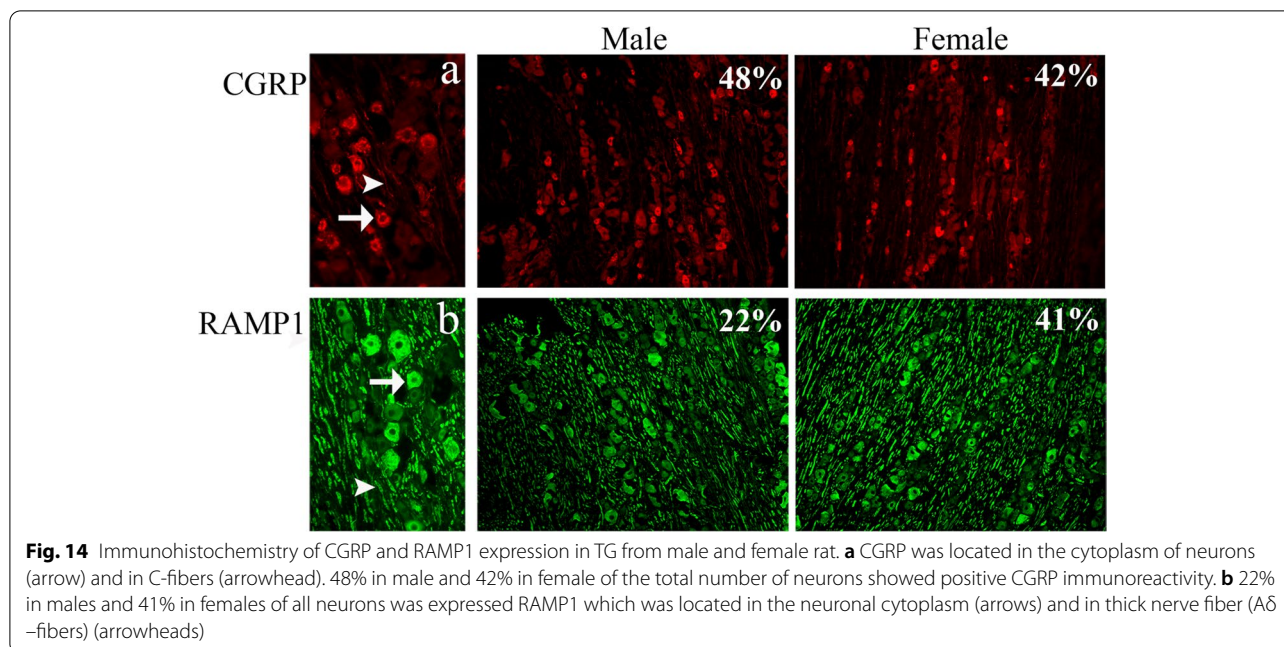 Male Female
CGRP a 48% 42%
RAMP1 b 22% 41%
Fig. 14 Immunohistochemistry of CGRP and RAMP1 expression in TG from male and female rat. a CGRP was located in the cytoplasm of neurons
(arrow) and in C-fibers (arrowhead). 48% in male and 42% in female of the total number of neurons showed positive CGRP immunoreactivity. b 22%
in males and 41% in females of all neurons was expressed RAMP1 which was located in the neuronal cytoplasm (arrows) and in thick nerve fiber (Aδ
–fibers) (arrowheads)